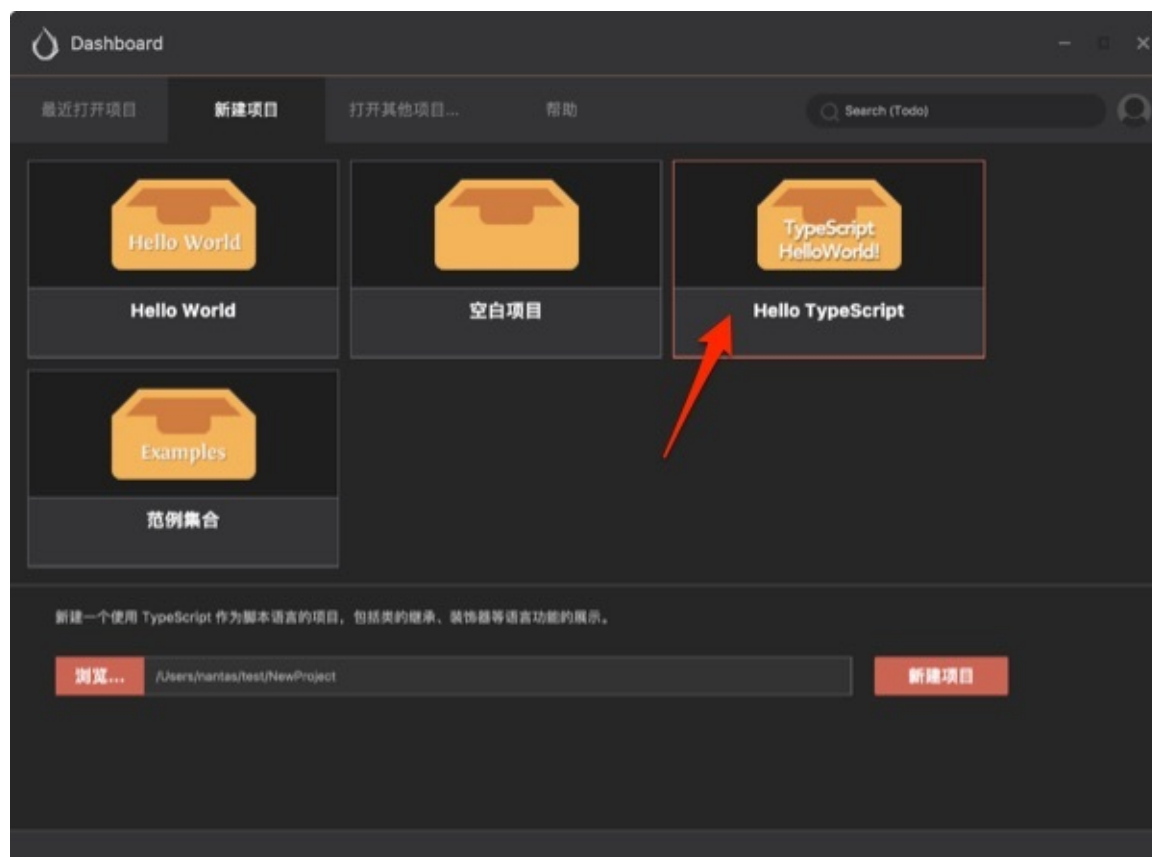 Dashboard
最近打开项目 新建项目 打开其他项目... 帮助 Search (Todo)
Hello World
TypeScript
HelloWorld!
Hello World 空白项目 Hello TypeScript
Examples
范例集合
新建一个使用 TypeScript 作为脚本语言的项目，包括类的继承、装饰器等语言功能的展示。
浏览... /Users/nantas/test/NewProject 新建项目